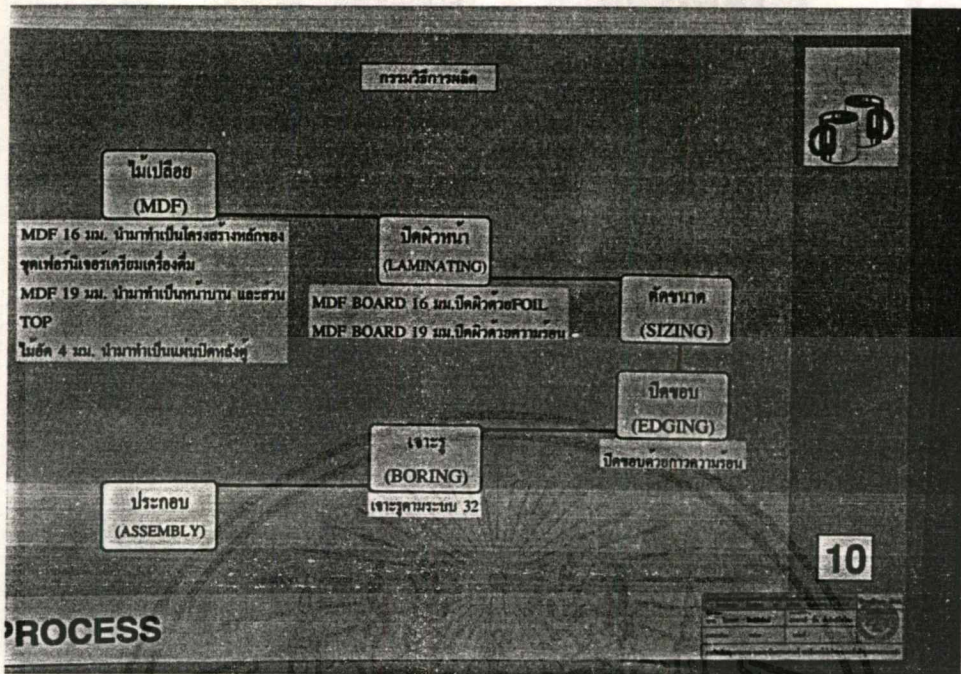 กรรมวิธีการผลิต
ไม้เปลือย
(MDF)
MDF 16 มม. นำมาทำเป็นโครงสร้างหลักของ
ชุดเฟอร์นิเจอร์เตรียมเครื่องดื่ม
MDF 19 มม. นำมาทำเป็นหน้าบาน และส่วน
TOP
ไม้อัด 4 มม. นำมาทำเป็นแผ่นปิดหลังตู้
ปิดผิวหน้า
(LAMINATING)
MDF BOARD 16 มม.ปิดผิวด้วยFOIL
MDF BOARD 19 มม.ปิดผิวด้วยความร้อน
ตัดขนาด
(SIZING)
ปิดขอบ
(EDGING)
ปิดขอบด้วยกาวความร้อน
เจาะรู
(BORING)
เจาะรูตามระบบ 32
ประกอบ
(ASSEMBLY)
10
PROCESS